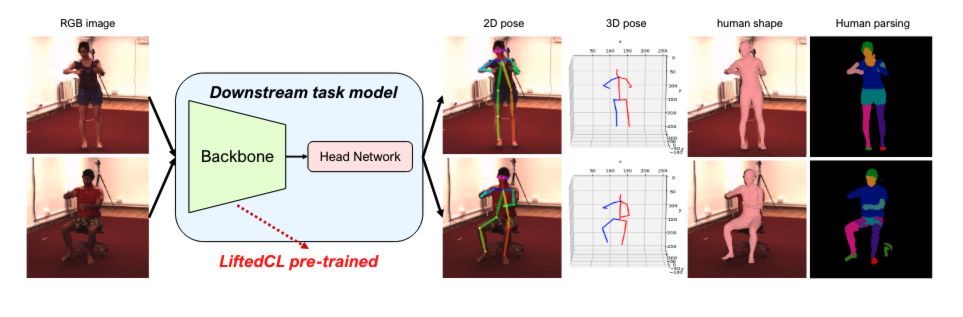 RGB image
2D pose
3D pose
human shape
Human parsing
Downstream task model
Backbone
Head Network
LiftedCL pre-trained
x
50 100 150 200 250
0
50
100
y
150
200
250
x
50 100 150 200 250
0
50
100
y
150
200
250